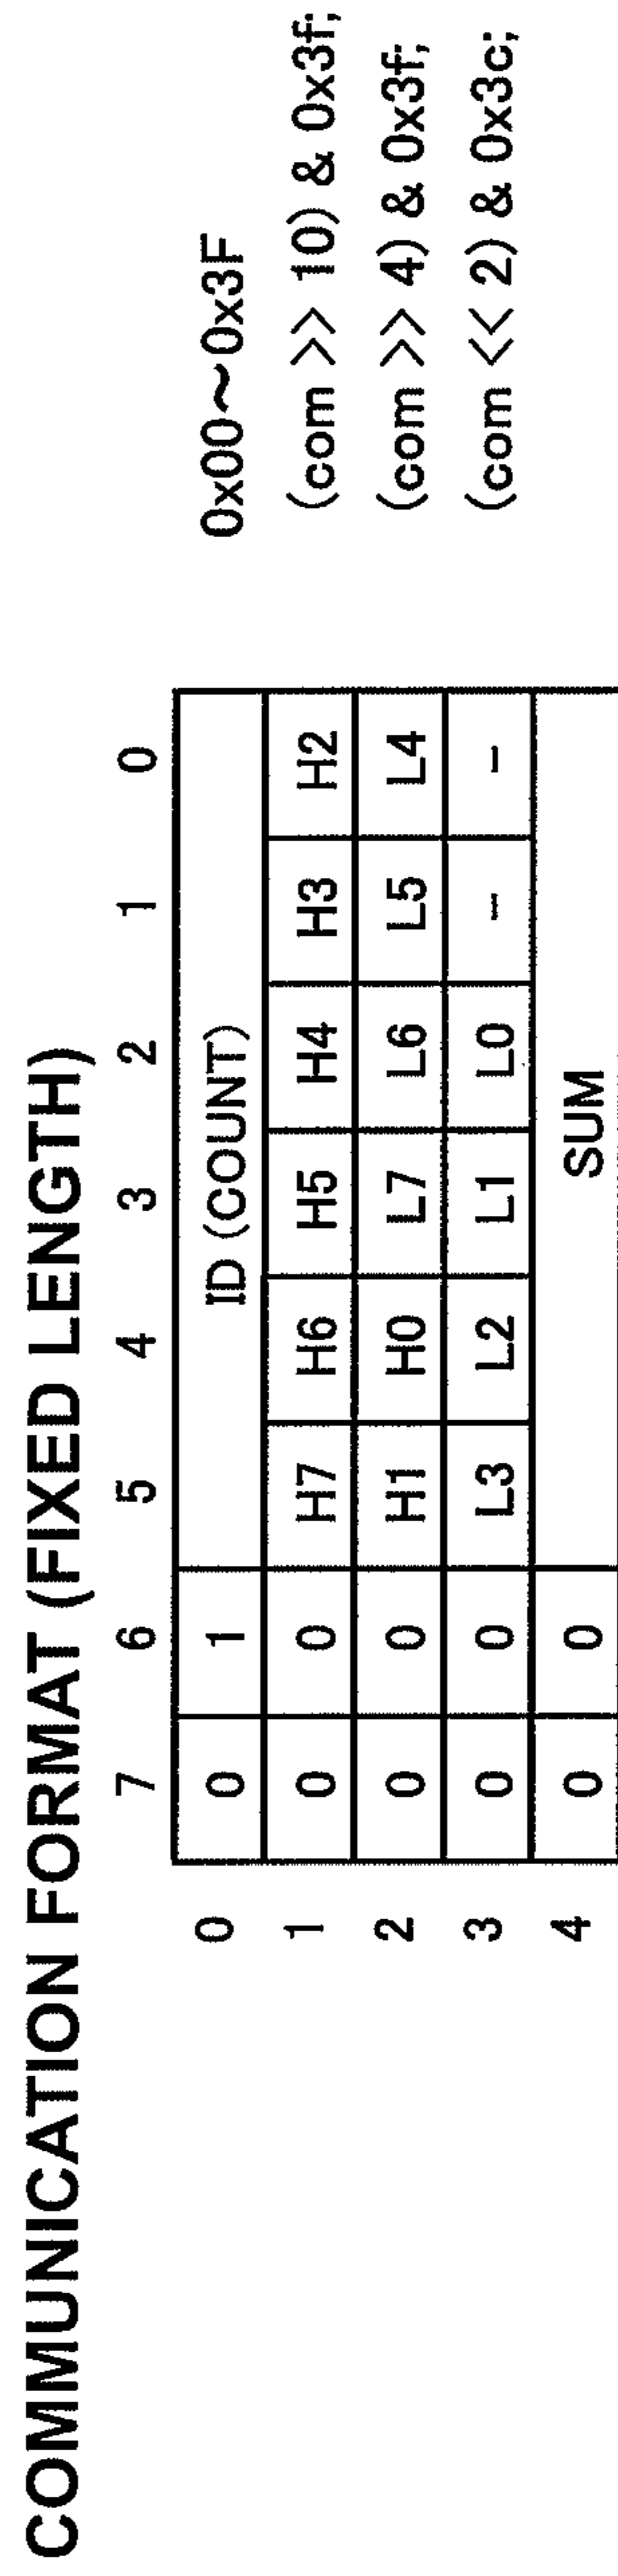 COMMUNICATION FORMAT (FIXED LENGTH)
7 6 5 4 3 2 1 0
0 0 1 ID (COUNT) 0x00~0x3F
1 0 0 H7 H6 H5 H4 H3 H2 (com >> 10) & 0x3f;
2 0 0 H1 H0 L7 L6 L5 L4 (com >> 4) & 0x3f;
3 0 0 L3 L2 L1 L0 - - (com << 2) & 0x3c;
4 0 0 SUM